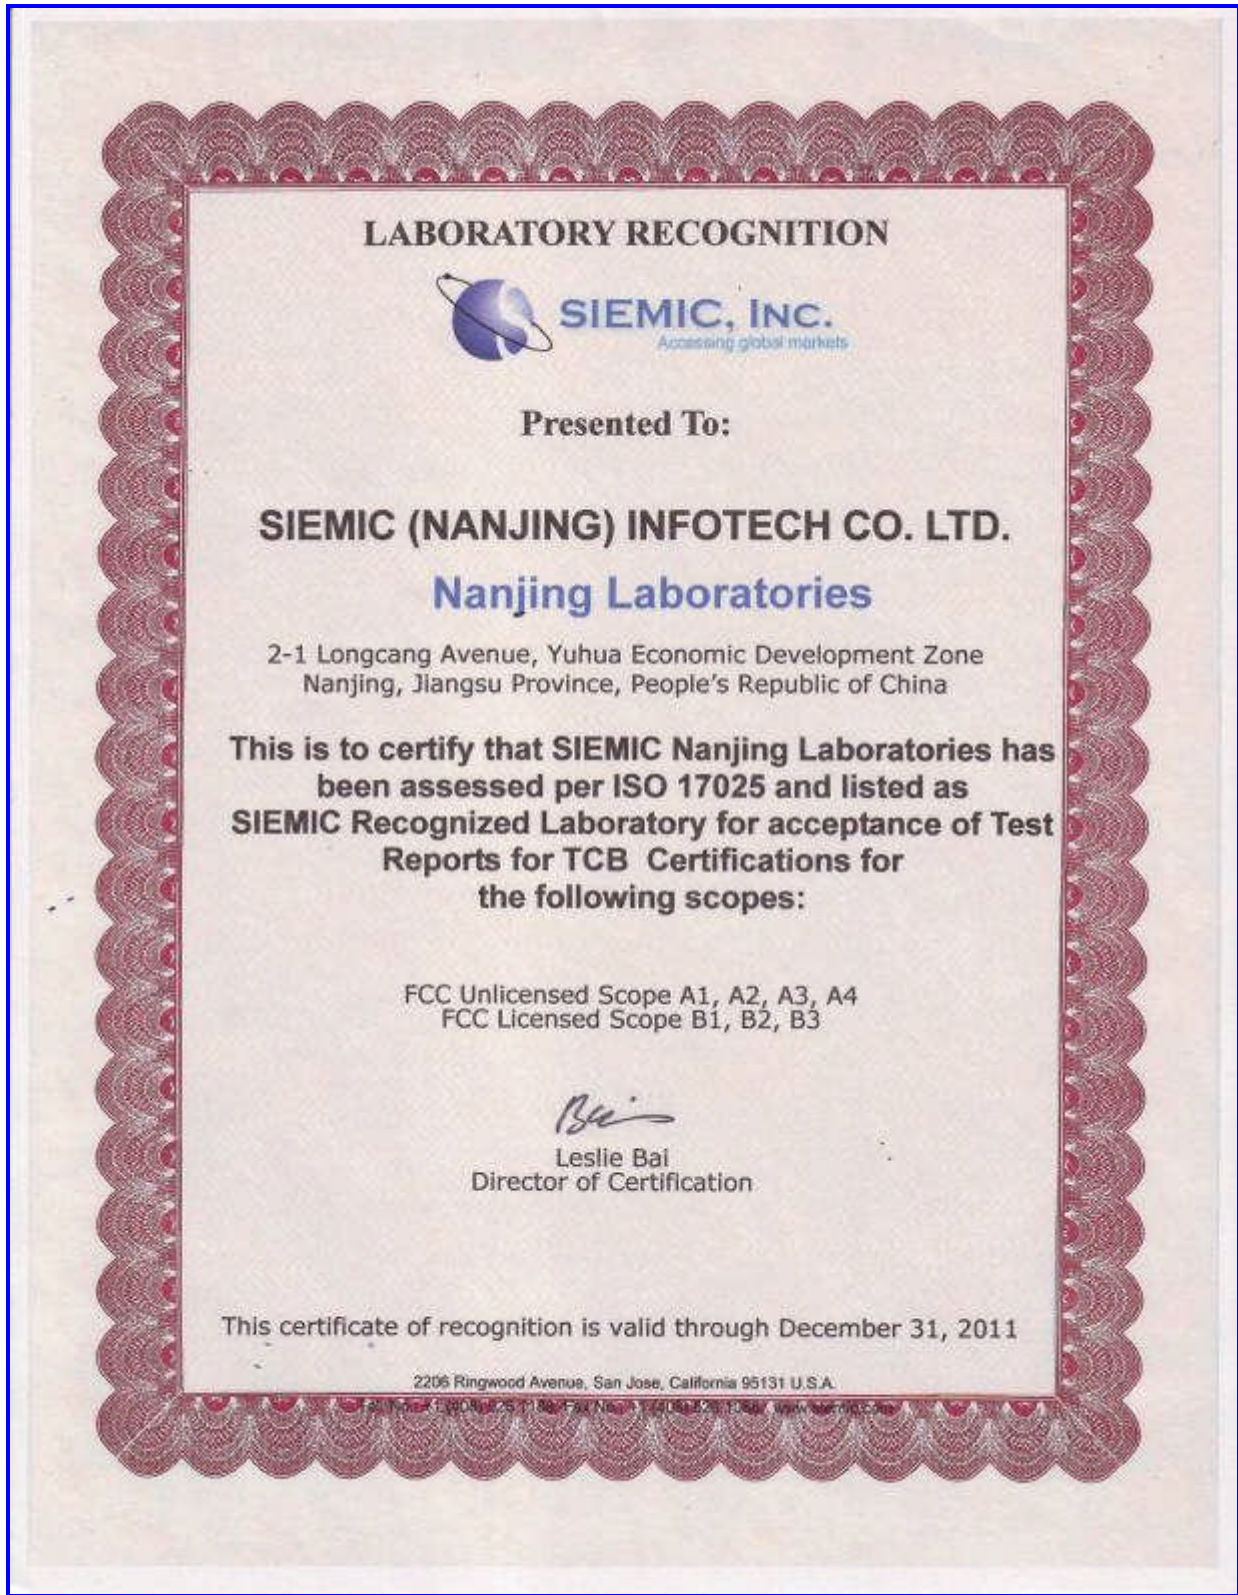 LABORATORY RECOGNITION
SIEMIC, INC.
Accessing global markets
Presented To:
SIEMIC (NANJING) INFOTECH CO. LTD.
Nanjing Laboratories
2-1 Longcang Avenue, Yuhua Economic Development Zone
Nanjing, Jiangsu Province, People's Republic of China
This is to certify that SIEMIC Nanjing Laboratories has
been assessed per ISO 17025 and listed as
SIEMIC Recognized Laboratory for acceptance of Test
Reports for TCB Certifications for
the following scopes:
FCC Unlicensed Scope A1, A2, A3, A4
FCC Licensed Scope B1, B2, B3
Leslie Bai
Director of Certification
This certificate of recognition is valid through December 31, 2011
2206 Ringwood Avenue, San Jose, California 95131 U.S.A.